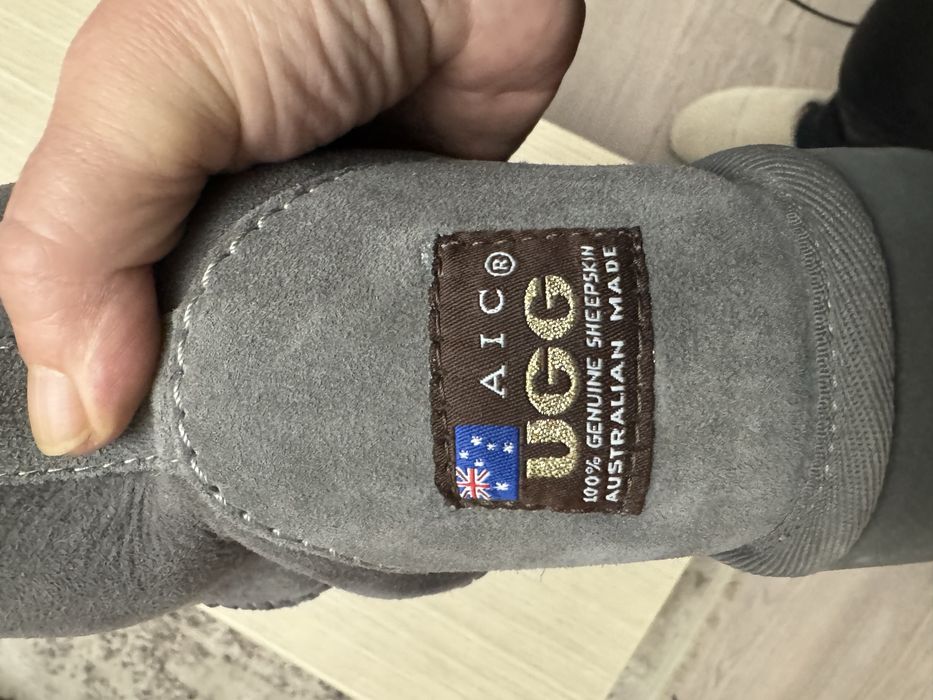 AIC®
UGG
100% GENUINE SHEEPSKIN
AUSTRALIAN MADE